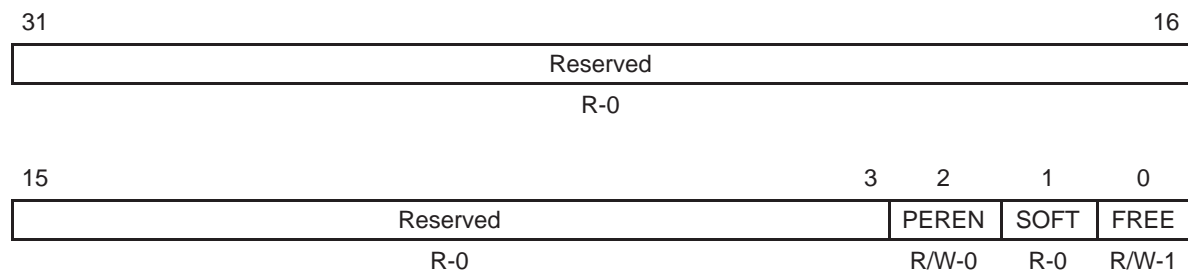 31 16
Reserved
R-0
15 3 2 1 0
Reserved PEREN SOFT FREE
R-0 R/W-0 R-0 R/W-1